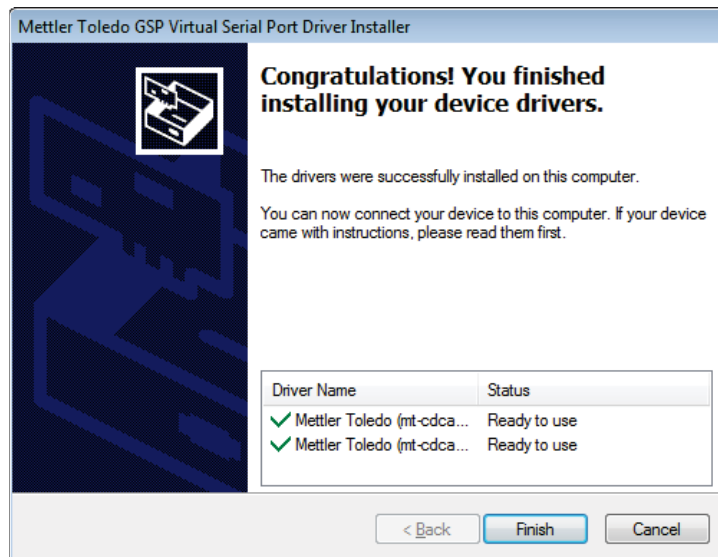 Mettler Toledo GSP Virtual Serial Port Driver Installer
Congratulations! You finished
installing your device drivers.
The drivers were successfully installed on this computer.
You can now connect your device to this computer. If your device
came with instructions, please read them first.
Driver Name Status
Mettler Toledo (mt-cdca... Ready to use
Mettler Toledo (mt-cdca... Ready to use
< Back Finish Cancel